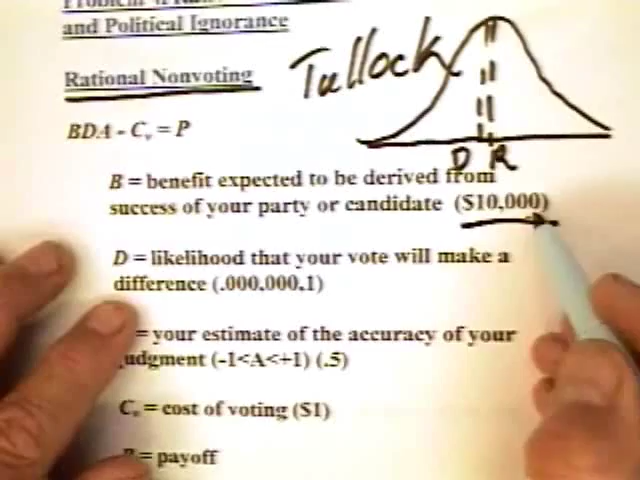 and Political Ignorance
Rational Nonvoting
Tullock
BDA - Cv = P
D R
B = benefit expected to be derived from
success of your party or candidate ($10,000)
D = likelihood that your vote will make a
difference (.000,000,1)
= your estimate of the accuracy of your
judgment (-1<A<+1) (.5)
Cv = cost of voting ($1)
= payoff